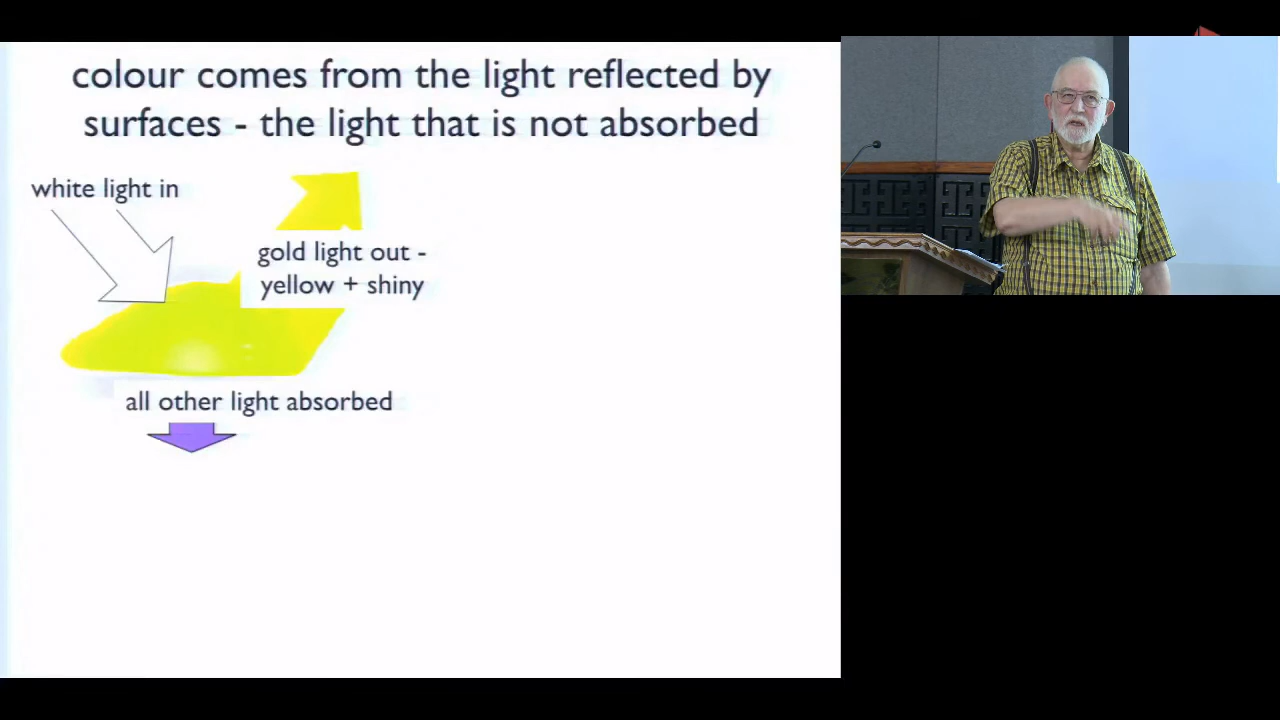 colour comes from the light reflected by
surfaces - the light that is not absorbed
white light in
gold light out -
yellow + shiny
all other light absorbed